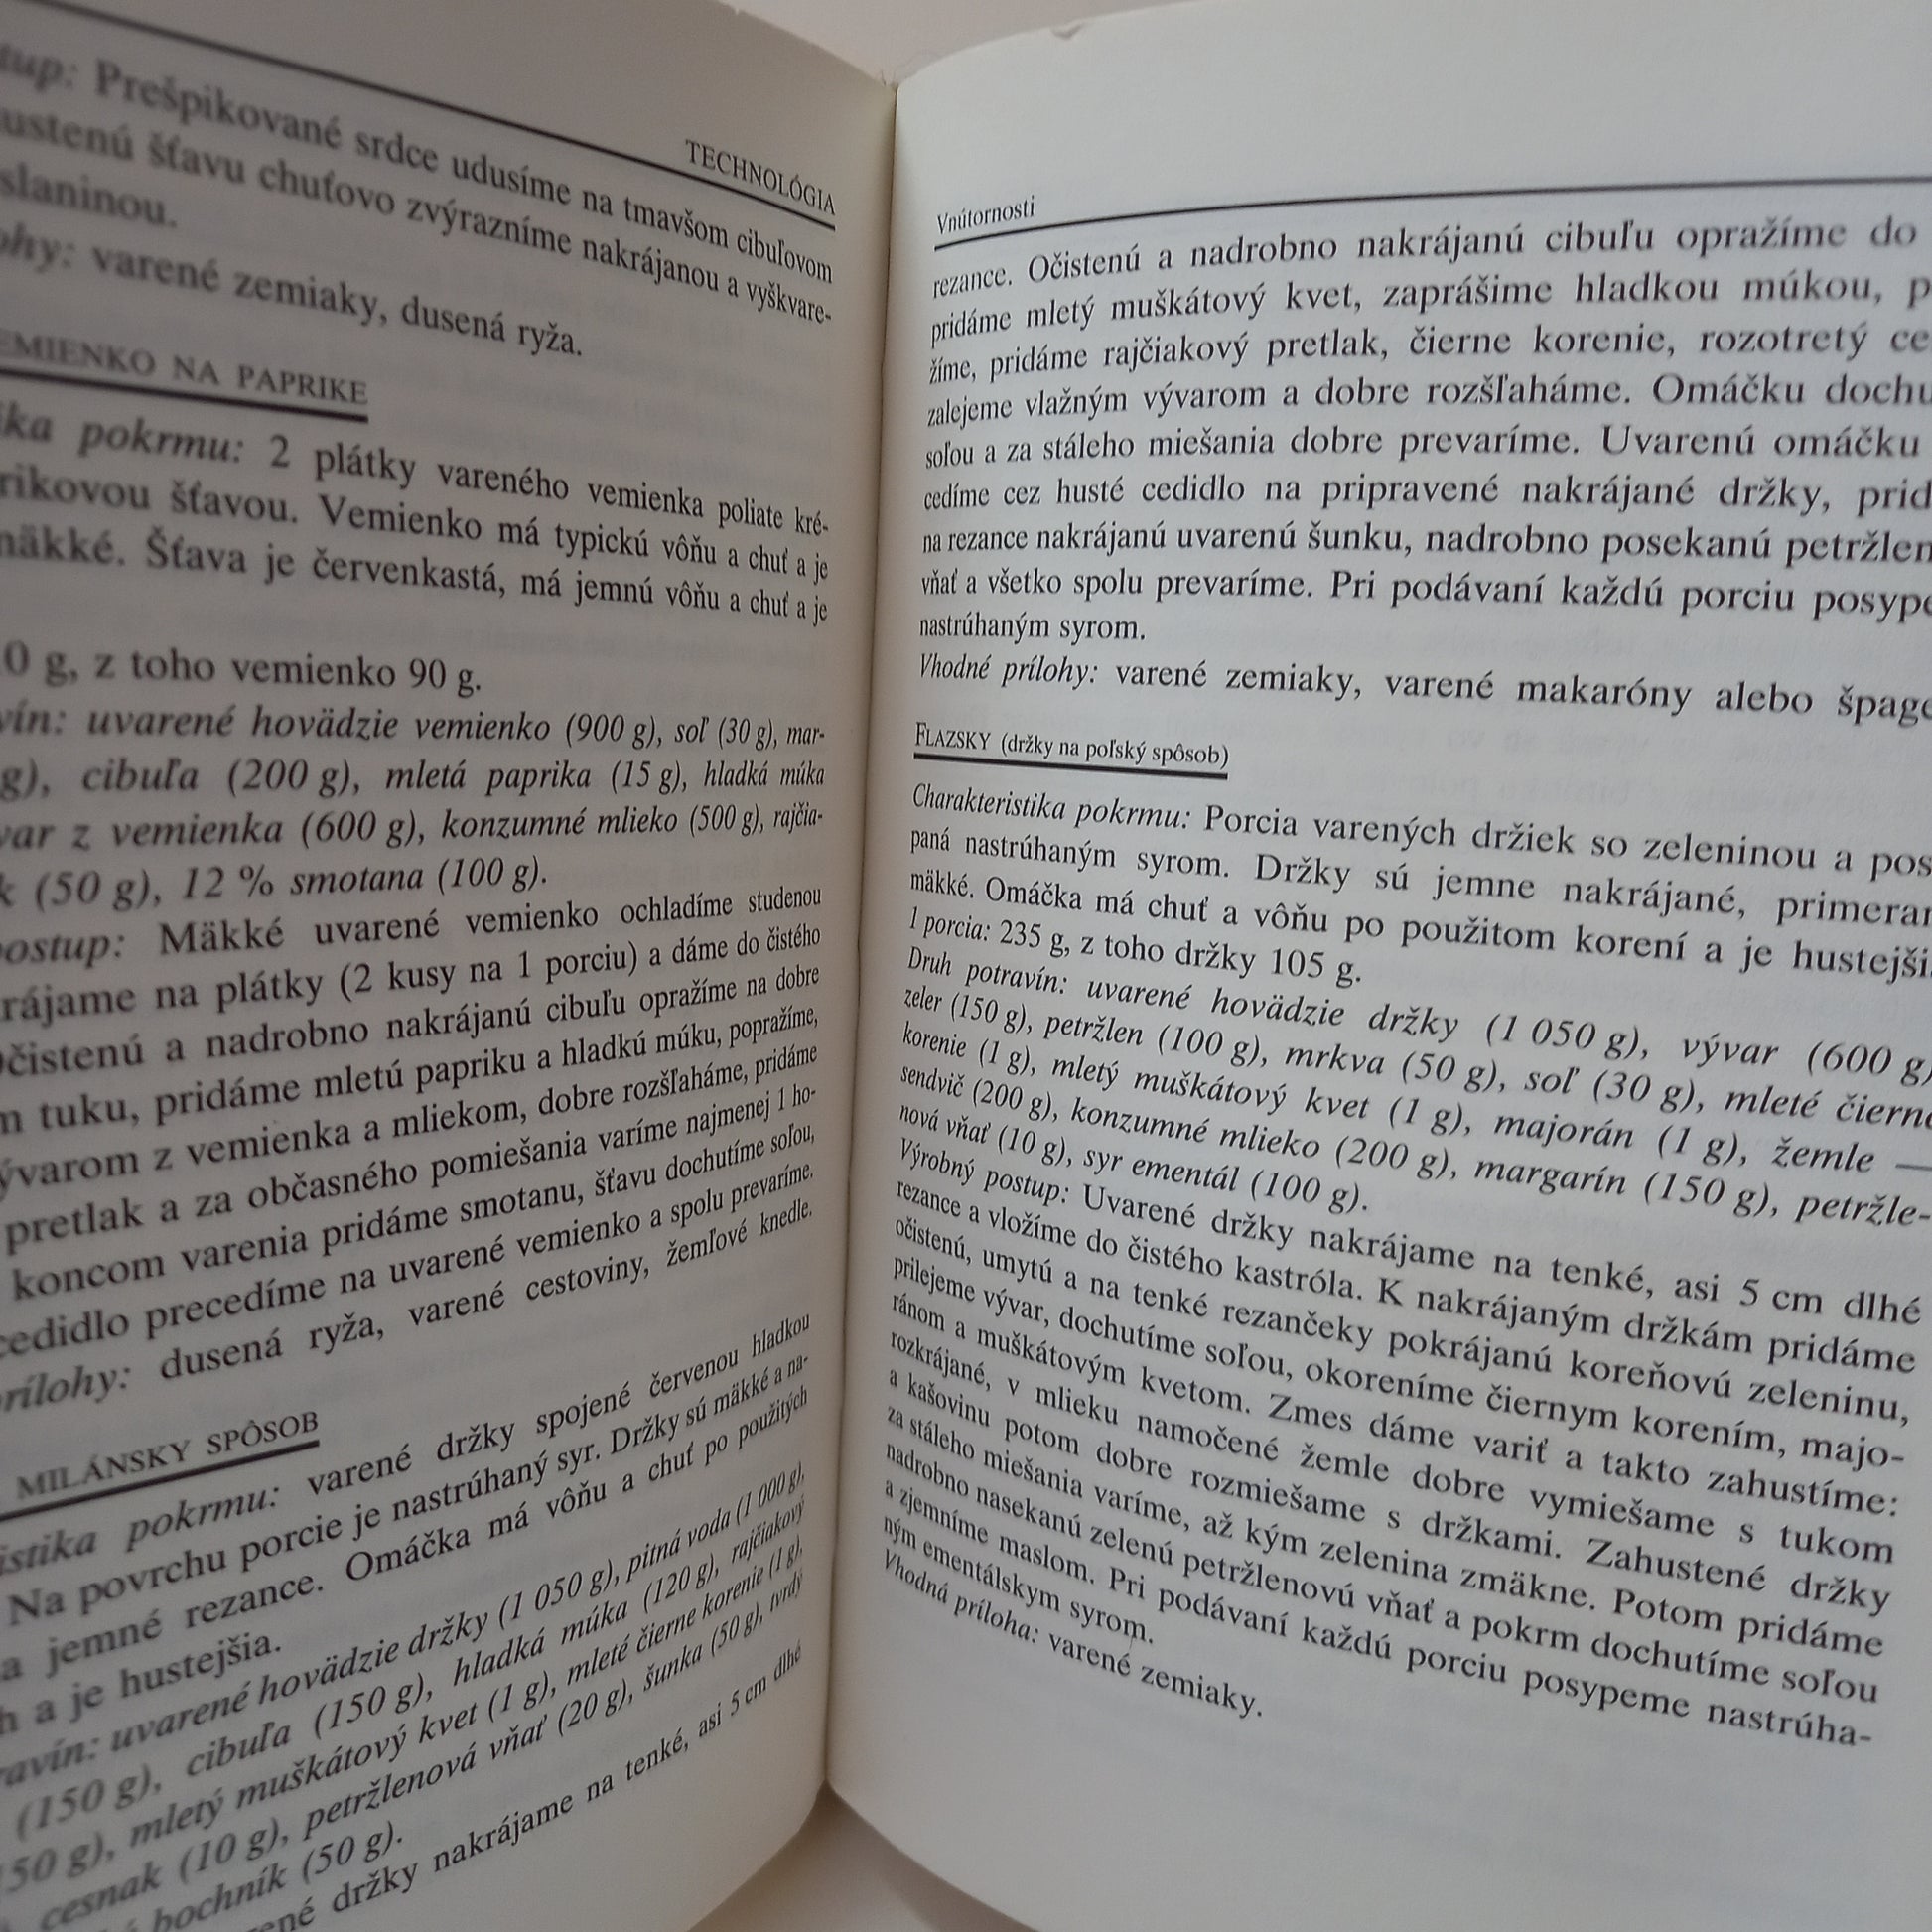 TECHNOLÓGIA
Prešpikované srdce udusíme na tmavšom cibuľovom
šťavu chuťovo zvýrazníme nakrájanou a vyškvare-
slaninou.
varené zemiaky, dusená ryža.
NA PAPRIKE
pokrmu: 2 plátky vareného vemienka poliate kré-
šťavou. Vemienko má typickú vôňu a chuť a je
Šťava je červenkastá, má jemnú vôňu a chuť a je
g, z toho vemienko 90 g.
uvarené hovädzie vemienko (900 g), soľ (30 g), mar-
g), cibuľa (200 g), mletá paprika (15 g), hladká múka
z vemienka (600 g), konzumné mlieko (500 g), rajčia-
k (50 g), 12 % smotana (100 g).
postup: Mäkké uvarené vemienko ochladíme studenou
na plátky (2 kusy na 1 porciu) a dáme do čistého
a nadrobno nakrájanú cibuľu opražíme na dobre
tuku, pridáme mletú papriku a hladkú múku, popražíme,
z vemienka a mliekom, dobre rozšľaháme, pridáme
pretlak a za občasného pomiešania varíme najmenej 1 ho-
koncom varenia pridáme smotanu, šťavu dochutíme soľou,
cedidlo precedíme na uvarené vemienko a spolu prevaríme.
prílohy: dusená ryža, varené cestoviny, žemľové knedle.
MILÁNSKY SPÔSOB
pokrmu: varené držky spojené červenou hladkou
Na povrchu porcie je nastrúhaný syr. Držky sú mäkké a na-
jemné rezance. Omáčka má vôňu a chuť po použitých
a je hustejšia.
uvarené hovädzie držky (1 050 g), pitná voda (1 000 g),
(150 g), cibuľa (150 g), hladká múka (120 g), rajčiakový
50 g), mletý muškátový kvet (1 g), mleté čierne korenie (1 g),
cesnak (10 g), petržlenová vňať (20 g), šunka (50 g), tvrdý
bochník (50 g).
držky nakrájame na tenké, asi 5 cm dlhé
Vnútornosti
rezance. Očistenú a nadrobno nakrájanú cibuľu opražíme do
pridáme mletý muškátový kvet, zaprášime hladkou múkou, p
žíme, pridáme rajčiakový pretlak, čierne korenie, rozotretý ce
zalejeme vlažným vývarom a dobre rozšľaháme. Omáčku dochu
soľou a za stáleho miešania dobre prevaríme. Uvarenú omáčku
cedíme cez husté cedidlo na pripravené nakrájané držky, prid
na rezance nakrájanú uvarenú šunku, nadrobno posekanú petržlen
vňať a všetko spolu prevaríme. Pri podávaní každú porciu posype
nastrúhaným syrom.
Vhodné prílohy: varené zemiaky, varené makaróny alebo špage
FLAZSKY (držky na poľský spôsob)
Charakteristika pokrmu: Porcia varených držiek so zeleninou a pos
paná nastrúhaným syrom. Držky sú jemne nakrájané, primeran
mäkké. Omáčka má chuť a vôňu po použitom korení a je hustejši
1 porcia: 235 g, z toho držky 105 g.
Druh potravín: uvarené hovädzie držky (1 050 g), vývar (600 g)
zeler (150 g), petržlen (100 g), mrkva (50 g), soľ (30 g), mleté čierne
korenie (1 g), mletý muškátový kvet (1 g), majorán (1 g), žemle —
sendvič (200 g), konzumné mlieko (200 g), margarín (150 g), petržle-
nová vňať (10 g), syr ementál (100 g).
Výrobný postup: Uvarené držky nakrájame na tenké, asi 5 cm dlhé
rezance a vložíme do čistého kastróla. K nakrájaným držkám pridáme
očistenú, umytú a na tenké rezančeky pokrájanú koreňovú zeleninu,
prilejeme vývar, dochutíme soľou, okoreníme čiernym korením, majo-
ránom a muškátovým kvetom. Zmes dáme variť a takto zahustíme:
rozkrájané, v mlieku namočené žemle dobre vymiešame s tukom
a kašovinu potom dobre rozmiešame s držkami. Zahustené držky
za stáleho miešania varíme, až kým zelenina zmäkne. Potom pridáme
nadrobno nasekanú zelenú petržlenovú vňať a pokrm dochutíme soľou
a zjemníme maslom. Pri podávaní každú porciu posypeme nastrúha-
ným ementálskym syrom.
Vhodná príloha: varené zemiaky.